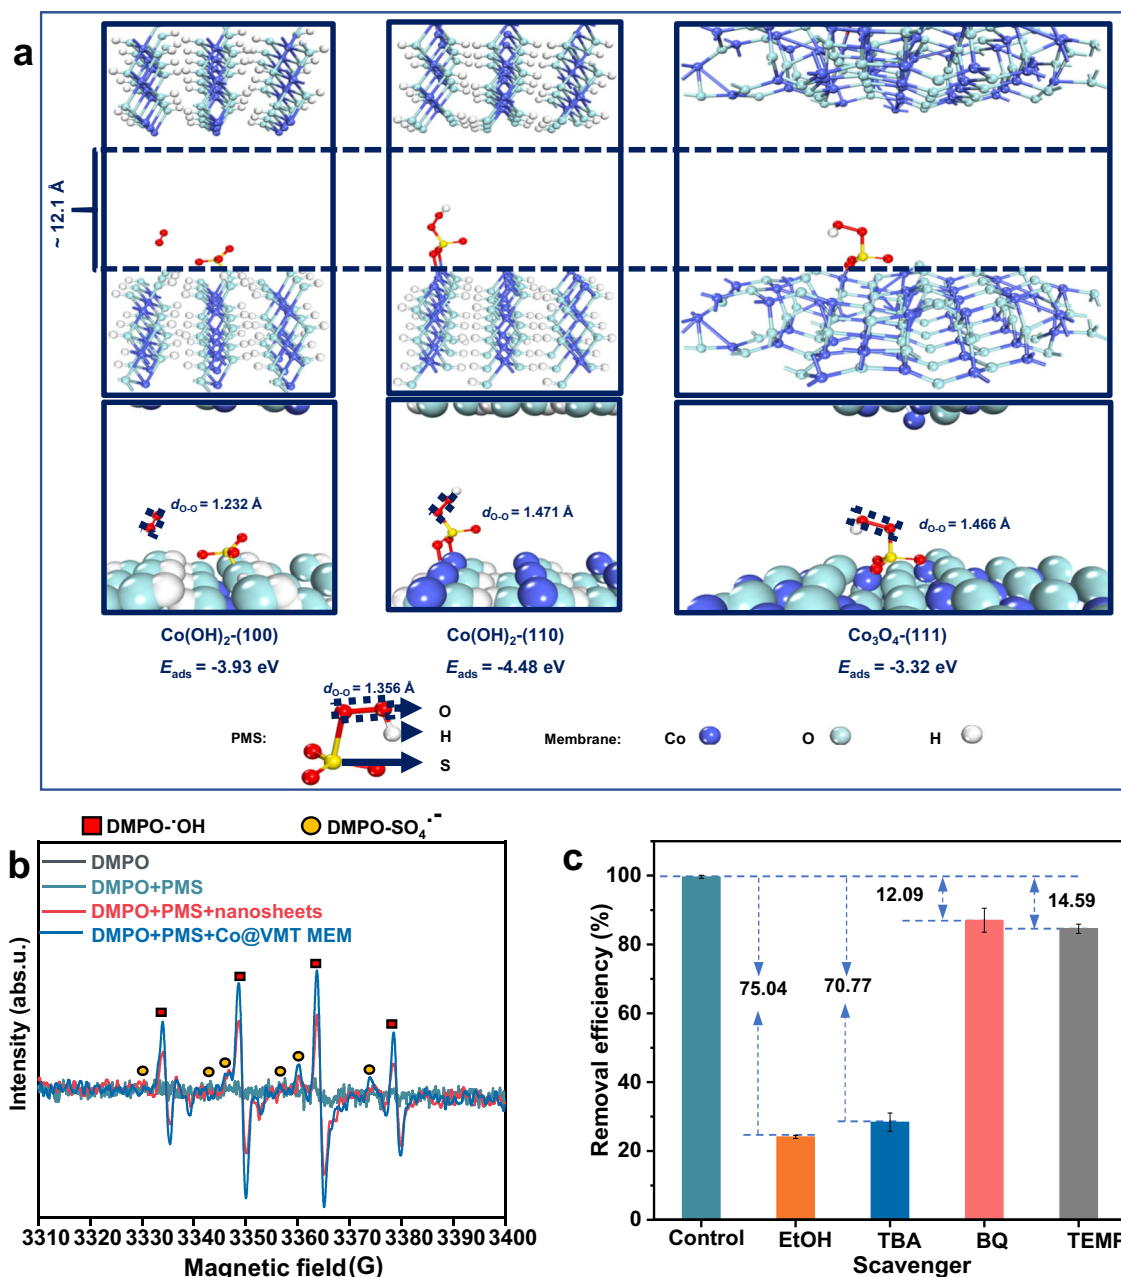 a
~ 12.1 Å
dO-O = 1.232 Å
dO-O = 1.471 Å
dO-O = 1.466 Å
Co(OH)2-(100)
Co(OH)2-(110)
Co3O4-(111)
Eads = -3.93 eV
Eads = -4.48 eV
Eads = -3.32 eV
dO-O = 1.356 Å
PMS:
O
H
S
Membrane:
Co
O
H
b
DMPO-·OH
DMPO-SO4·-
DMPO
DMPO+PMS
DMPO+PMS+nanosheets
DMPO+PMS+Co@VMT MEM
Intensity (abs.u.)
3310 3320 3330 3340 3350 3360 3370 3380 3390 3400
Magnetic field(G)
c
100
80
60
40
20
0
Removal efficiency (%)
75.04
70.77
12.09
14.59
Control
EtOH
TBA
BQ
TEMP
Scavenger